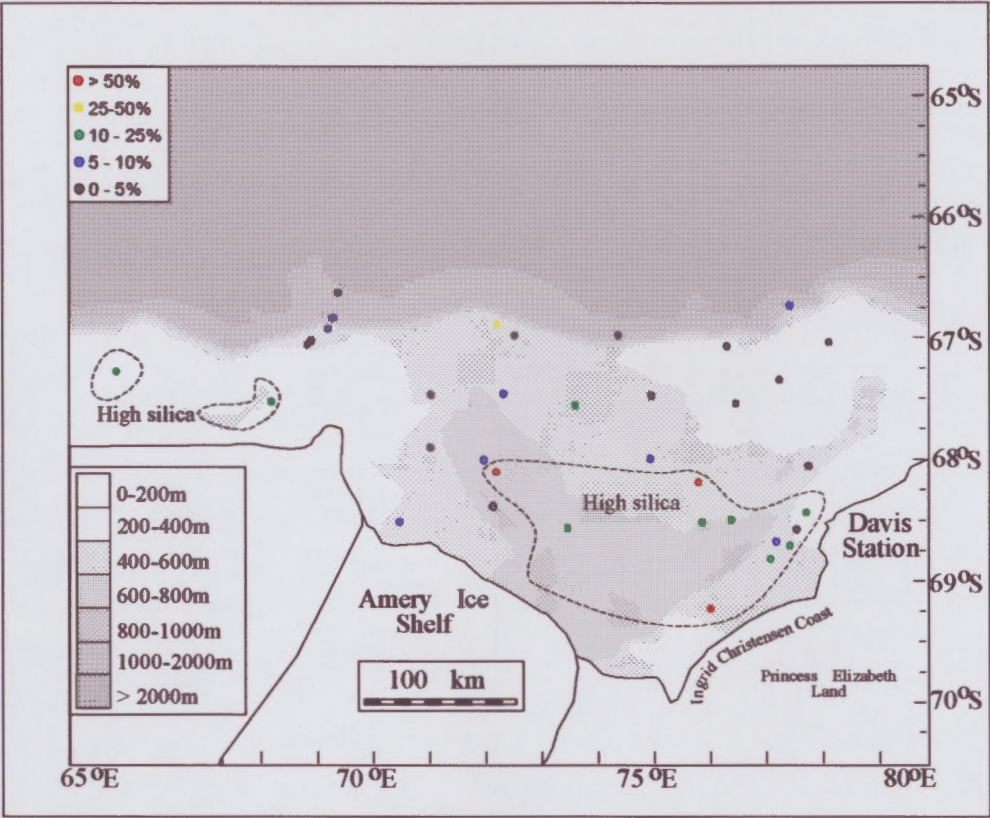 > 50%
25-50%
10 - 25%
5 - 10%
0 - 5%
65°S
66°S
67°S
68°S
69°S
70°S
High silica
High silica
0-200m
200-400m
400-600m
600-800m
800-1000m
1000-2000m
> 2000m
Amery Ice
Shelf
100 km
Davis
Station
Ingrid Christensen Coast
Princess Elizabeth
Land
65°E
70°E
75°E
80°E